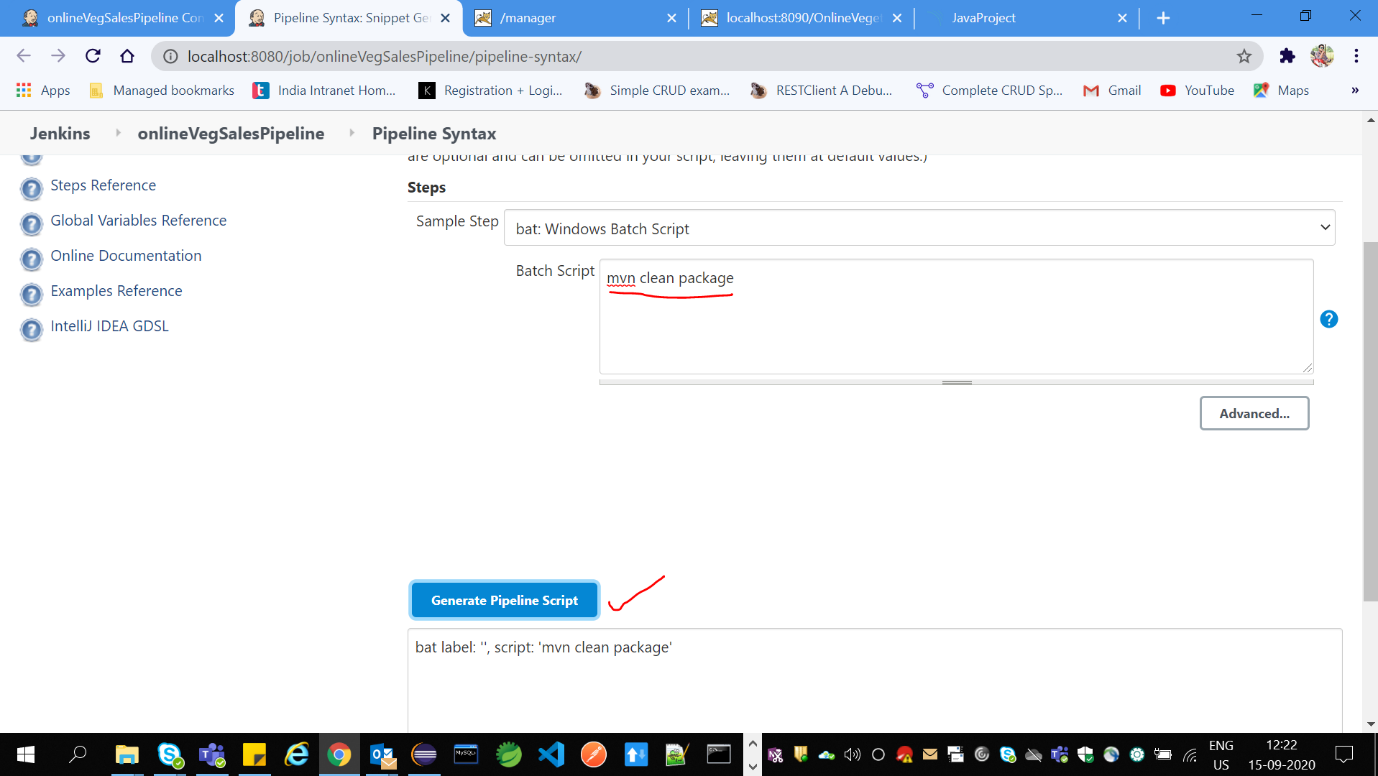 onlineVegSalesPipeline Con
Pipeline Syntax: Snippet Ge
/manager
localhost:8090/OnlineVege
JavaProject
localhost:8080/job/onlineVegSalesPipeline/pipeline-syntax/
Apps
Managed bookmarks
India Intranet Hom...
Registration + Logi...
Simple CRUD exam...
RESTClient A Debu...
Complete CRUD Sp...
Gmail
YouTube
Maps
»
Jenkins
onlineVegSalesPipeline
Pipeline Syntax
are optional and can be omitted in your script, leaving them at default values.)
Steps Reference
Global Variables Reference
Online Documentation
Examples Reference
IntelliJ IDEA GDSL
Steps
Sample Step
bat: Windows Batch Script
Batch Script
mvn clean package
Advanced...
Generate Pipeline Script
bat label: '', script: 'mvn clean package'
MySQL
ENG
US
12:22
15-09-2020